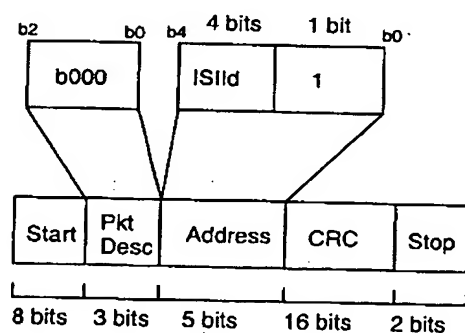 4 bits 1 bit
b2 b0 b4 b0
b000 ISIId 1
Start Pkt Desc Address CRC Stop
8 bits 3 bits 5 bits 16 bits 2 bits